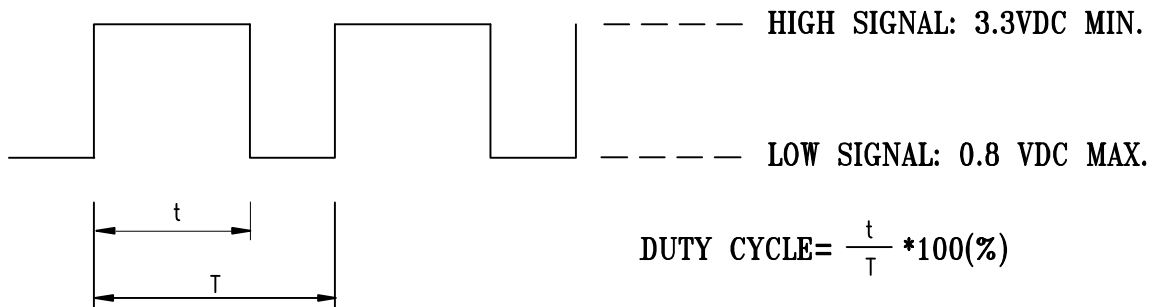 HIGH SIGNAL: 3.3VDC MIN.
LOW SIGNAL: 0.8 VDC MAX.
t
T
DUTY CYCLE= t/T *100(%)